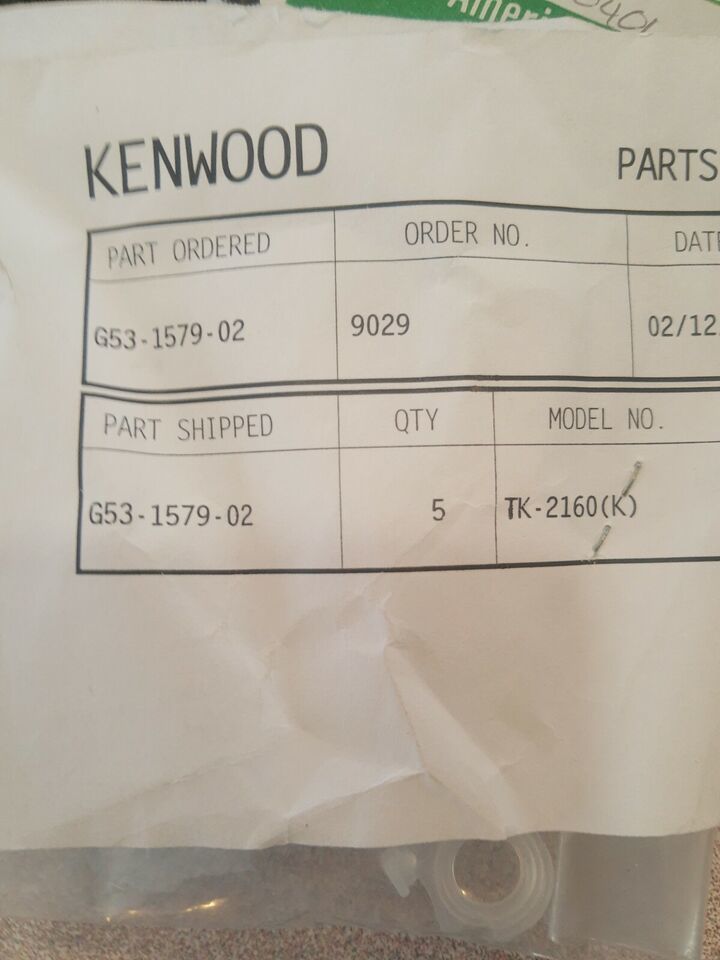 KENWOOD PARTS
PART ORDERED ORDER NO.
G53-1579-02 9029 02/12
PART SHIPPED QTY MODEL NO.
G53-1579-02 5 TK-2160(K)